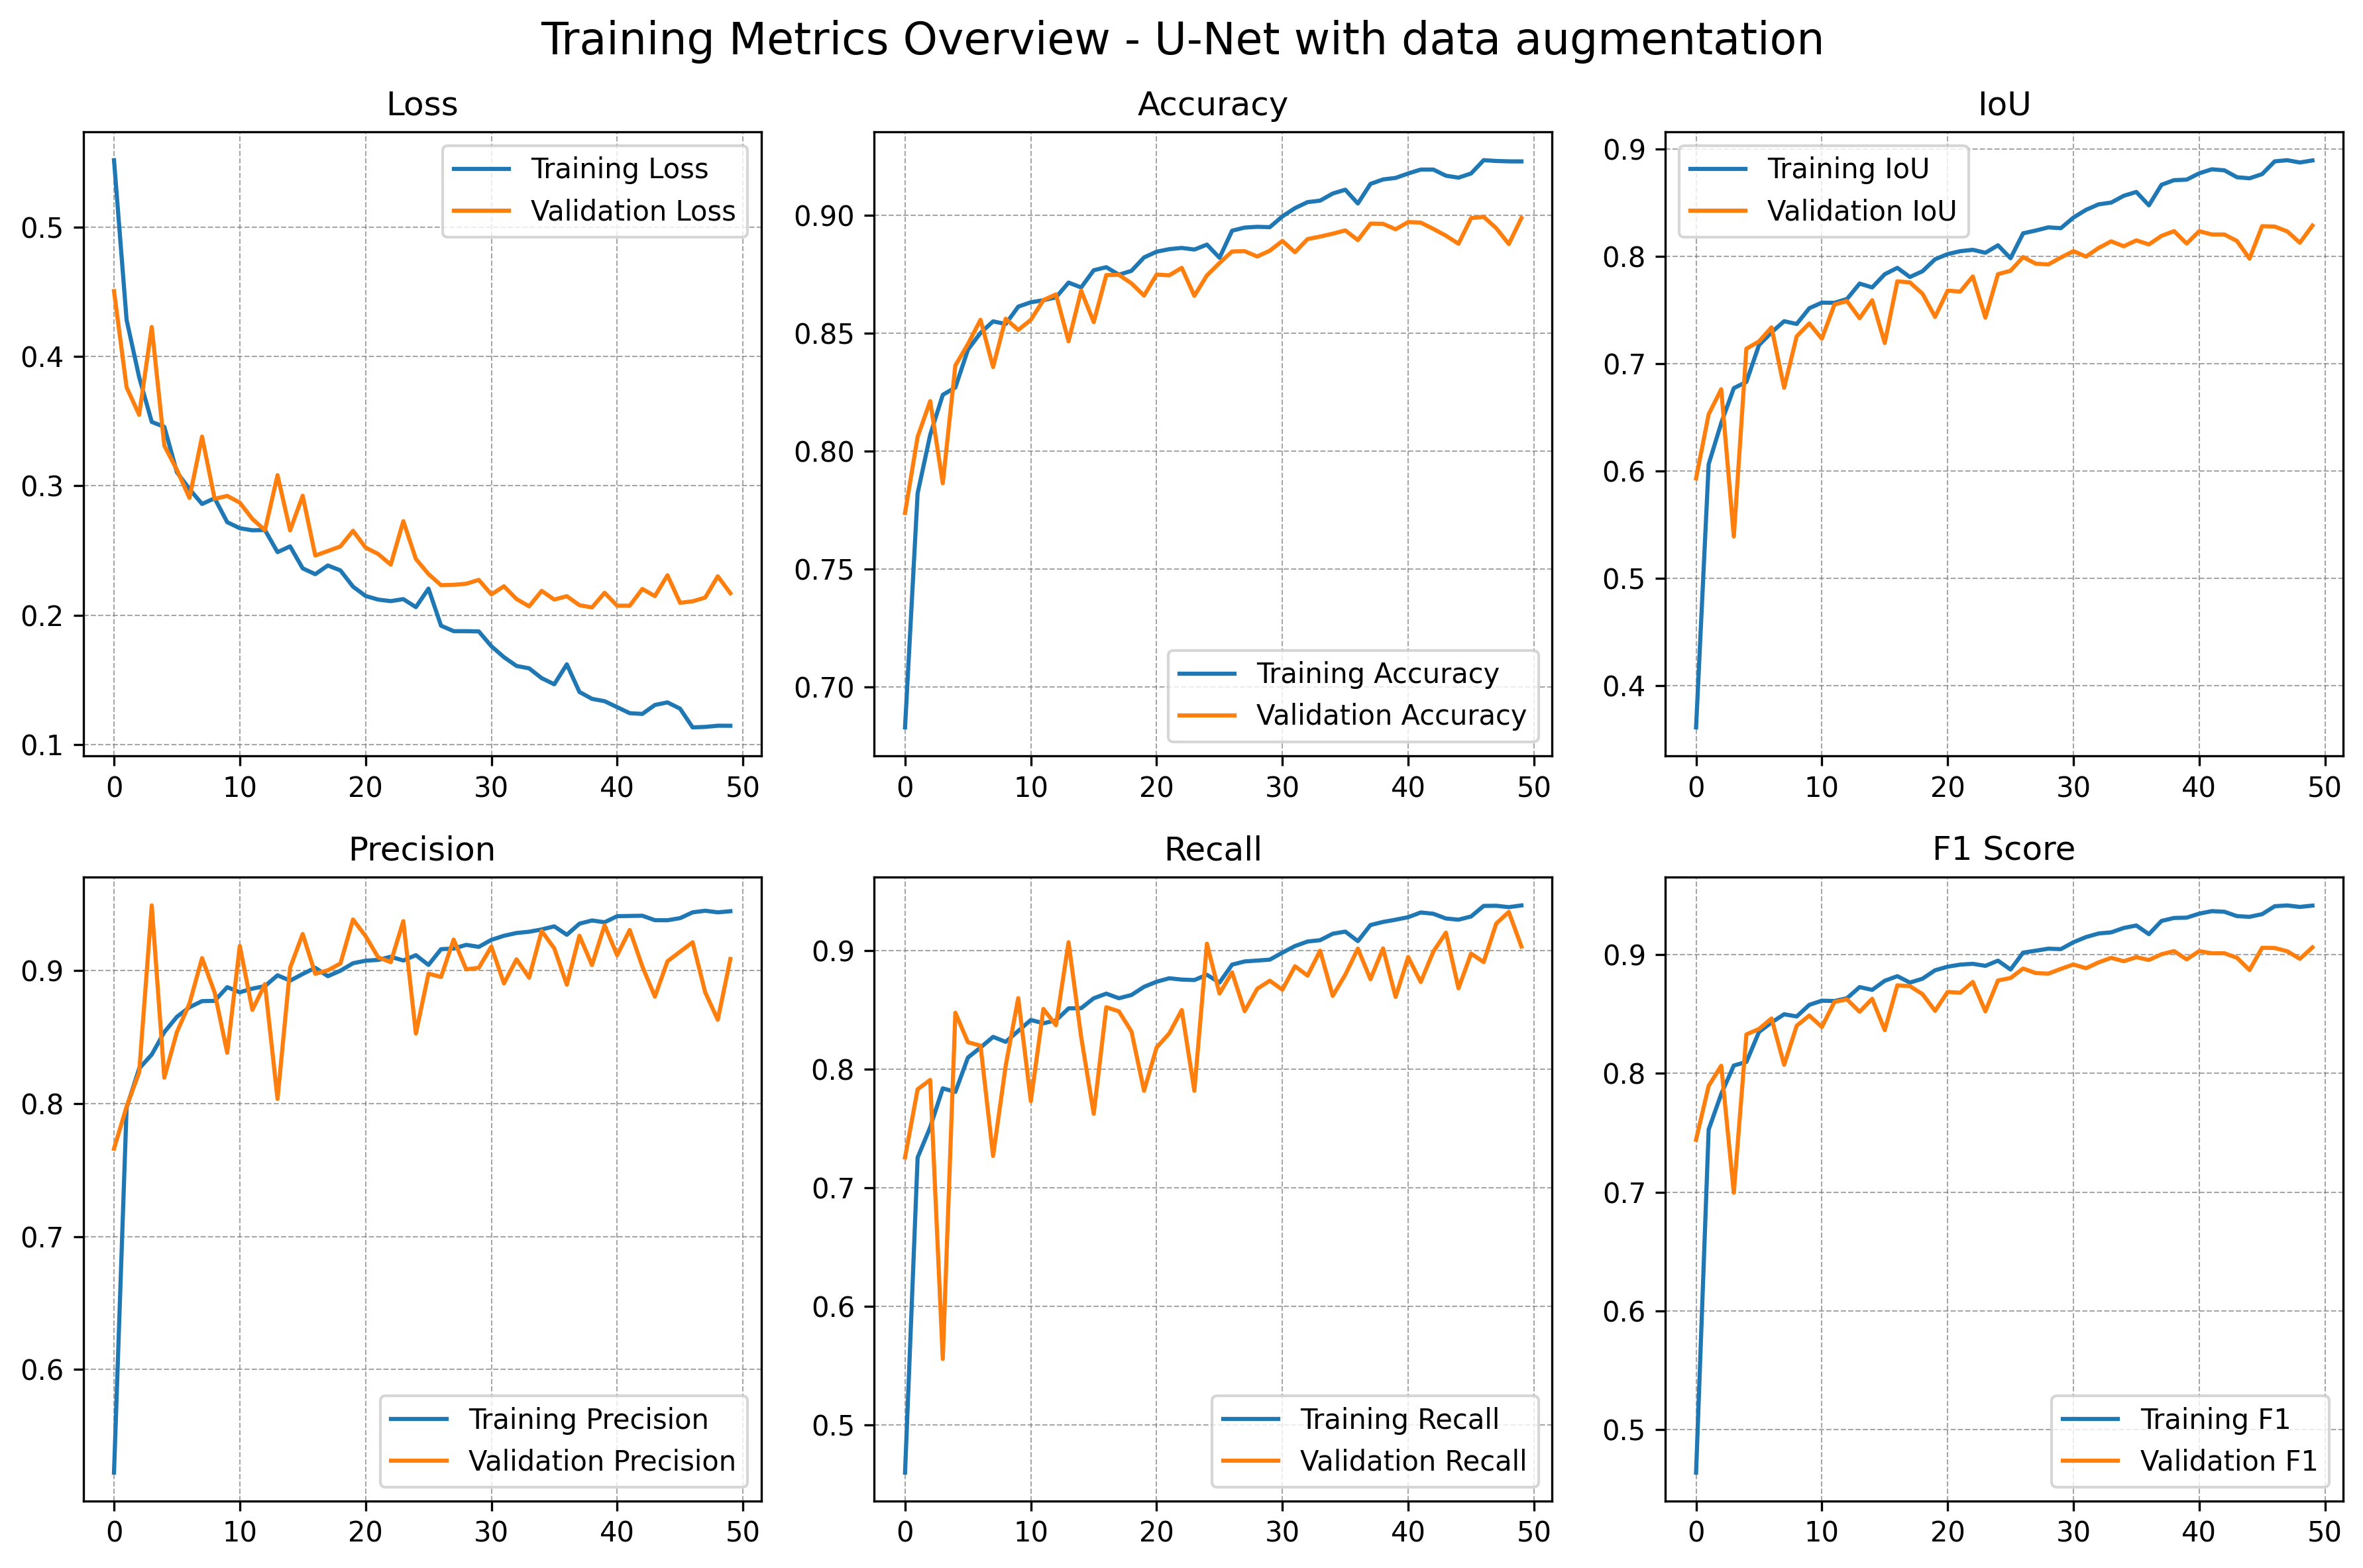 Training Metrics Overview - U-Net with data augmentation
Loss
Training Loss
Validation Loss
0.5
0.4
0.3
0.2
0.1
0 10 20 30 40 50
Accuracy
Training Accuracy
Validation Accuracy
0.90
0.85
0.80
0.75
0.70
0 10 20 30 40 50
IoU
Training IoU
Validation IoU
0.9
0.8
0.7
0.6
0.5
0.4
0 10 20 30 40 50
Precision
Training Precision
Validation Precision
0.9
0.8
0.7
0.6
0 10 20 30 40 50
Recall
Training Recall
Validation Recall
0.9
0.8
0.7
0.6
0.5
0 10 20 30 40 50
F1 Score
Training F1
Validation F1
0.9
0.8
0.7
0.6
0.5
0 10 20 30 40 50